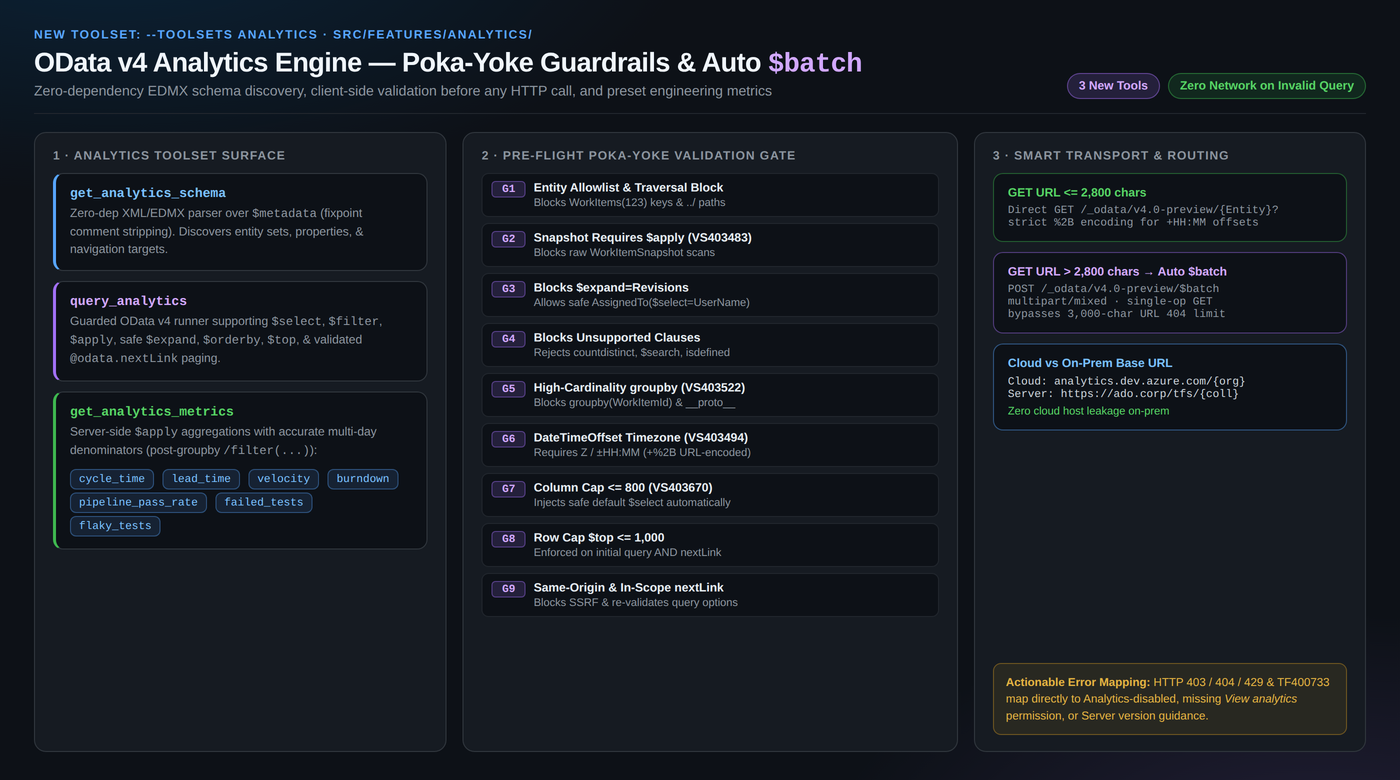 NEW TOOLSET: --TOOLSETS ANALYTICS · SRC/FEATURES/ANALYTICS/
OData v4 Analytics Engine — Poka-Yoke Guardrails & Auto $batch
Zero-dependency EDMX schema discovery, client-side validation before any HTTP call, and preset engineering metrics
3 New Tools
Zero Network on Invalid Query
1 · ANALYTICS TOOLSET SURFACE
get_analytics_schema
Zero-dep XML/EDMX parser over $metadata (fixpoint
comment stripping). Discovers entity sets, properties, &
navigation targets.
query_analytics
Guarded OData v4 runner supporting $select, $filter,
$apply, safe $expand, $orderby, $top, & validated
@odata.nextLink paging.
get_analytics_metrics
Server-side $apply aggregations with accurate multi-day
denominators (post-groupby /filter(...)):
cycle_time
lead_time
velocity
burndown
pipeline_pass_rate
failed_tests
flaky_tests
2 · PRE-FLIGHT POKA-YOKE VALIDATION GATE
G1
Entity Allowlist & Traversal Block
Blocks WorkItems(123) keys & ../ paths
G2
Snapshot Requires $apply (VS403483)
Blocks raw WorkItemSnapshot scans
G3
Blocks $expand=Revisions
Allows safe AssignedTo($select=UserName)
G4
Blocks Unsupported Clauses
Rejects countdistinct, $search, isdefined
G5
High-Cardinality groupby (VS403522)
Blocks groupby(WorkItemId) & __proto__
G6
DateTimeOffset Timezone (VS403494)
Requires Z / ±HH:MM (+%2B URL-encoded)
G7
Column Cap <= 800 (VS403670)
Injects safe default $select automatically
G8
Row Cap $top <= 1,000
Enforced on initial query AND nextLink
G9
Same-Origin & In-Scope nextLink
Blocks SSRF & re-validates query options
3 · SMART TRANSPORT & ROUTING
GET URL <= 2,800 chars
Direct GET /_odata/v4.0-preview/{Entity}?
strict %2B encoding for +HH:MM offsets
GET URL > 2,800 chars → Auto $batch
POST /_odata/v4.0-preview/$batch
multipart/mixed · single-op GET
bypasses 3,000-char URL 404 limit
Cloud vs On-Prem Base URL
Cloud: analytics.dev.azure.com/{org}
Server: https://ado.corp/tfs/{coll}
Zero cloud host leakage on-prem
Actionable Error Mapping: HTTP 403 / 404 / 429 & TF400733
map directly to Analytics-disabled, missing View analytics
permission, or Server version guidance.